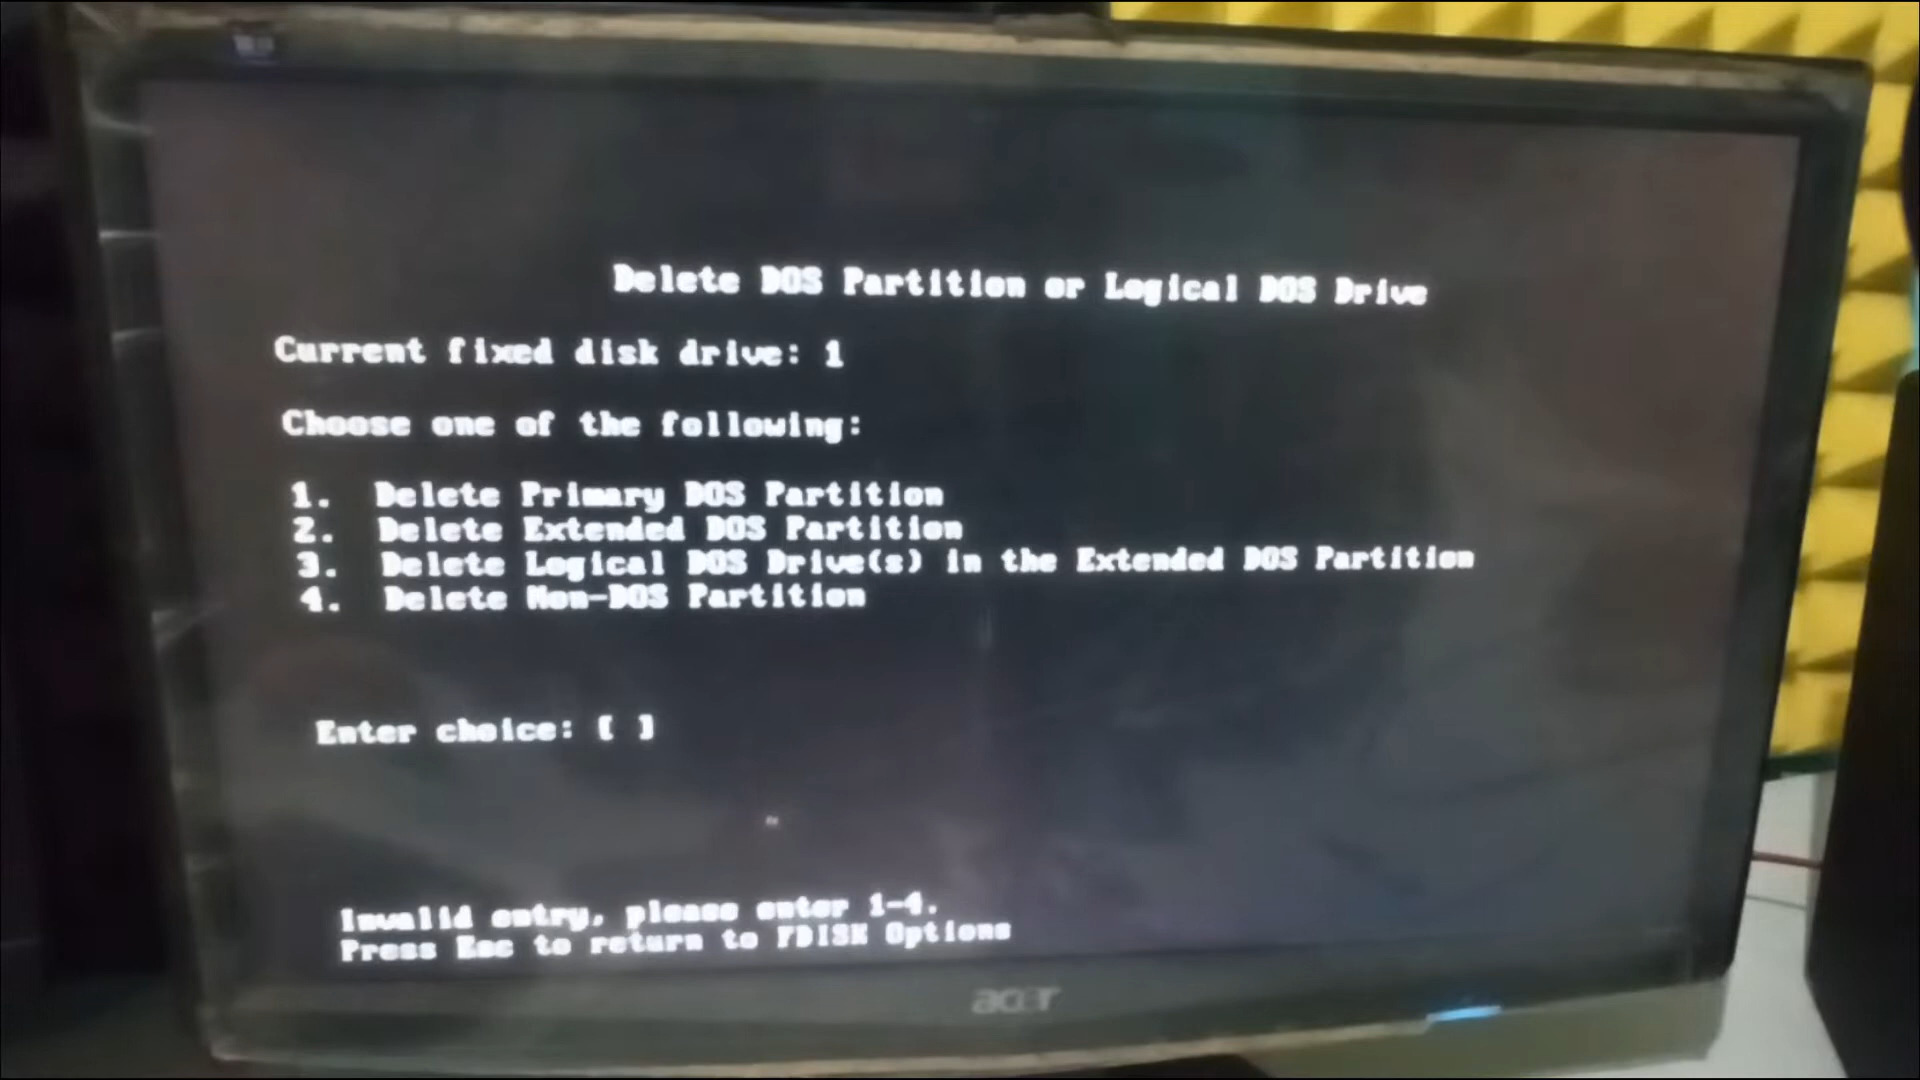 Delete DOS Partition or Logical DOS Drive
Current fixed disk drive: 1
Choose one of the following:
1. Delete Primary DOS Partition
2. Delete Extended DOS Partition
3. Delete Logical DOS Drive(s) in the Extended DOS Partition
4. Delete Non-DOS Partition
Enter choice: [ ]
Invalid entry, please enter 1-4.
Press Esc to return to FDISK Options
acer